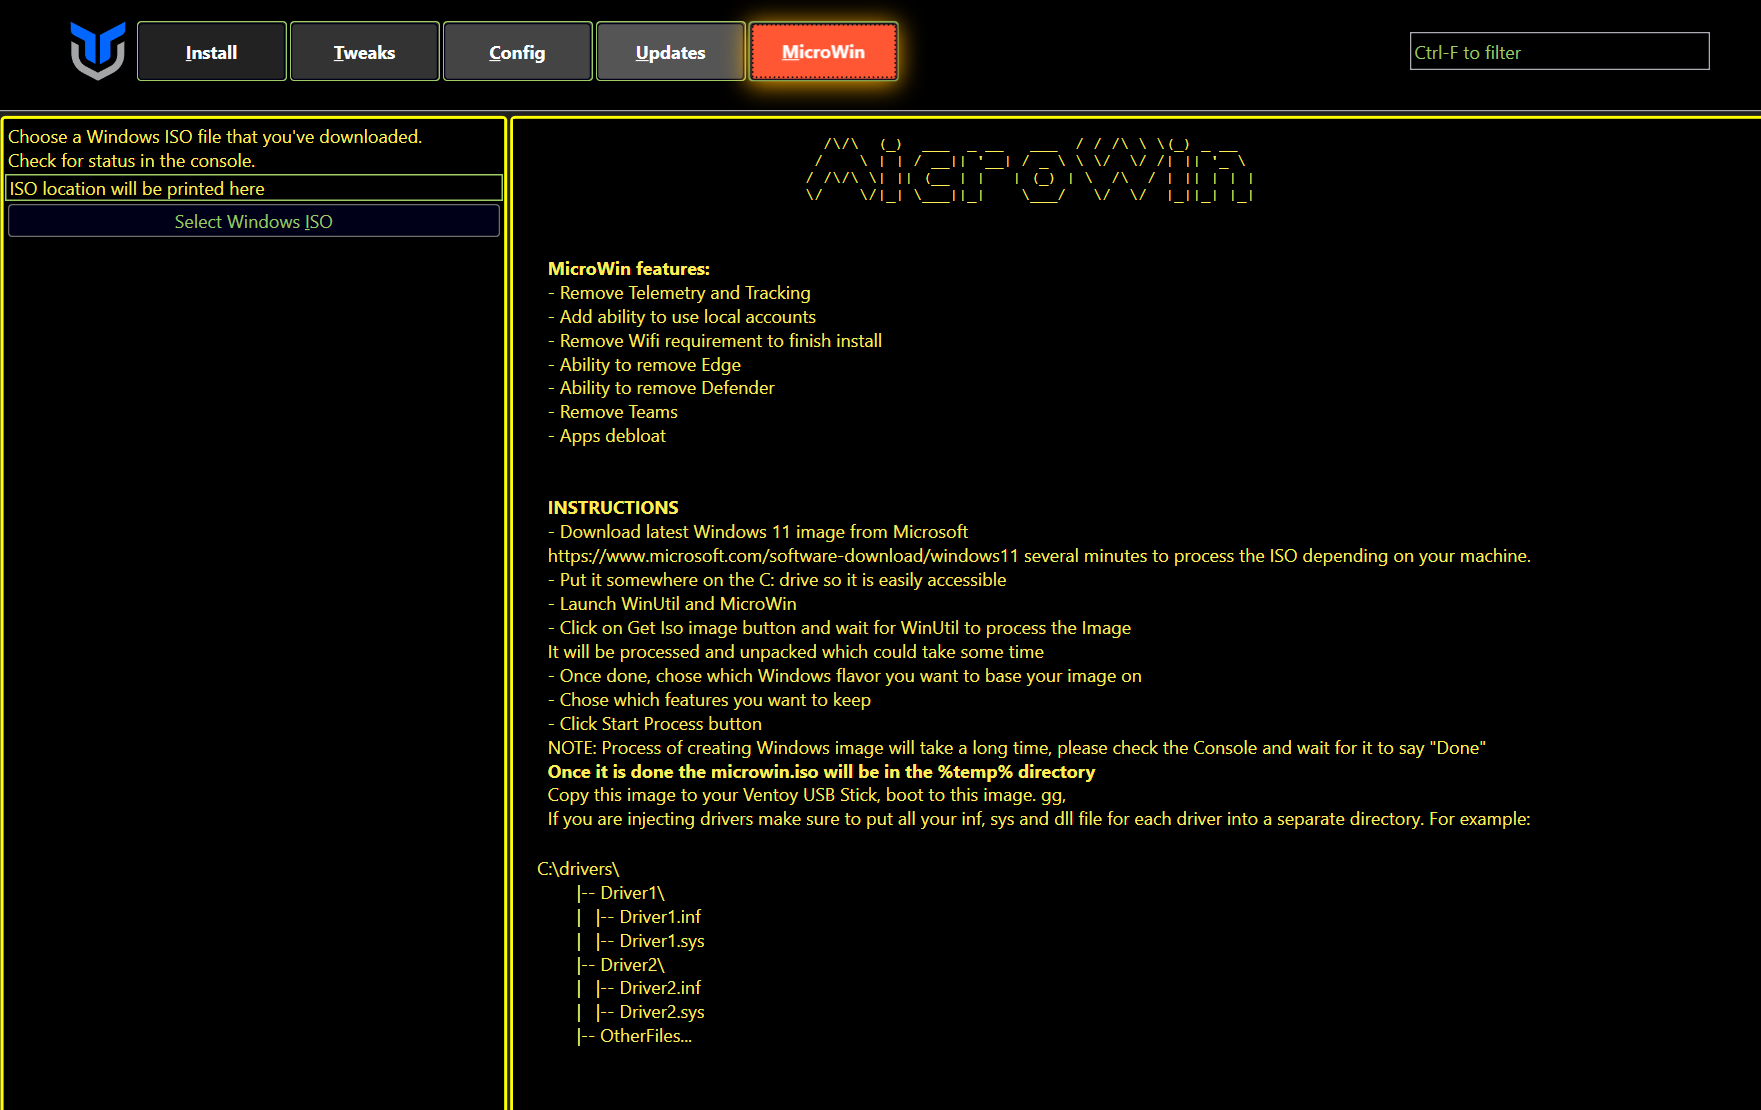 Install
Tweaks
Config
Updates
MicroWin
Ctrl-F to filter
Choose a Windows ISO file that you've downloaded.
Check for status in the console.
ISO location will be printed here
Select Windows ISO
MicroWin
MicroWin features:
- Remove Telemetry and Tracking
- Add ability to use local accounts
- Remove Wifi requirement to finish install
- Ability to remove Edge
- Ability to remove Defender
- Remove Teams
- Apps debloat
INSTRUCTIONS
- Download latest Windows 11 image from Microsoft
https://www.microsoft.com/software-download/windows11 several minutes to process the ISO depending on your machine.
- Put it somewhere on the C: drive so it is easily accessible
- Launch WinUtil and MicroWin
- Click on Get Iso image button and wait for WinUtil to process the Image
It will be processed and unpacked which could take some time
- Once done, chose which Windows flavor you want to base your image on
- Chose which features you want to keep
- Click Start Process button
NOTE: Process of creating Windows image will take a long time, please check the Console and wait for it to say "Done"
Once it is done the microwin.iso will be in the %temp% directory
Copy this image to your Ventoy USB Stick, boot to this image. gg,
If you are injecting drivers make sure to put all your inf, sys and dll file for each driver into a separate directory. For example:
C:\drivers\
|-- Driver1\
|   |-- Driver1.inf
|   |-- Driver1.sys
|-- Driver2\
|   |-- Driver2.inf
|   |-- Driver2.sys
|-- OtherFiles...